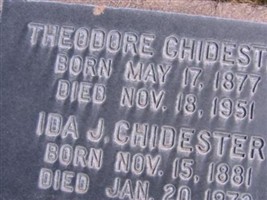 THEODORE CHIDEST
BORN MAY 17, 1877
DIED NOV. 18, 1951
IDA J. CHIDESTER
BORN NOV. 15, 1881
DIED JAN. 20, 1973